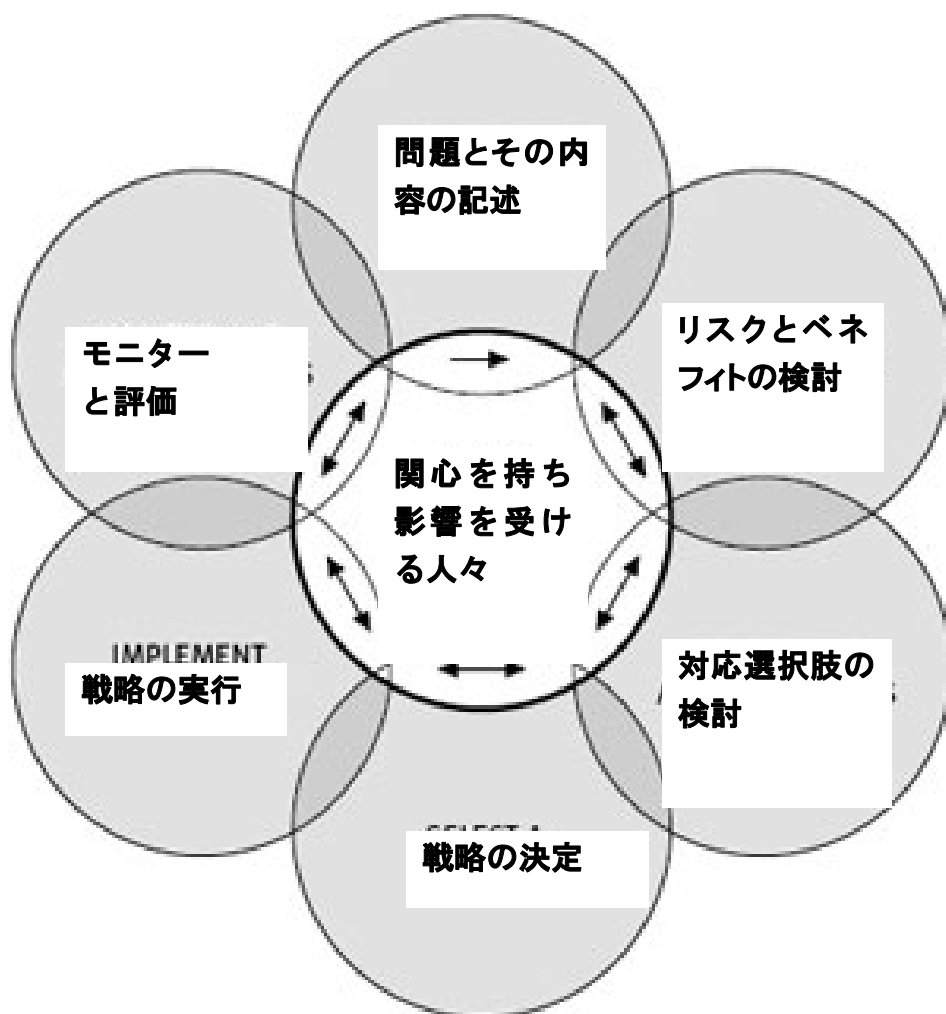 問題とその内
容の記述
リスクとベネ
フィトの検討
モニター
と評価
関心を持ち
影響を受け
る人々
IMPLEMENT
戦略の実行
対応選択肢の
検討
戦略の決定